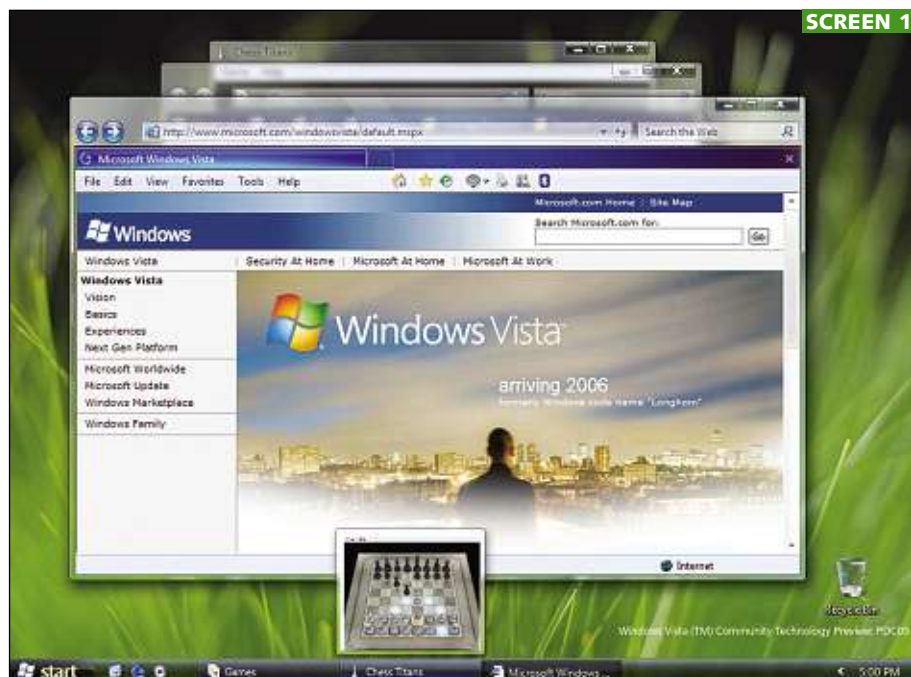 SCREEN 1
Chess Titans
http://www.microsoft.com/windowsvista/default.mspx
Search the Web
Microsoft Windows Vista
File Edit View Favorites Tools Help
Microsoft.com Home | Site Map
Windows
Search Microsoft.com for:
Go
Windows Vista
Security At Home | Microsoft At Home | Microsoft At Work
Windows Vista
Vision
Basics
Experiences
Next Gen Platform
Microsoft Worldwide
Microsoft Update
Windows Marketplace
Windows Family
Windows Vista
arriving 2006
formerly Windows code name "Longhorn"
Internet
Recycle Bin
Windows Vista (TM) Community Technology Preview PDC05
start
Games
Chess Titans
Microsoft Windows ...
5:00 PM